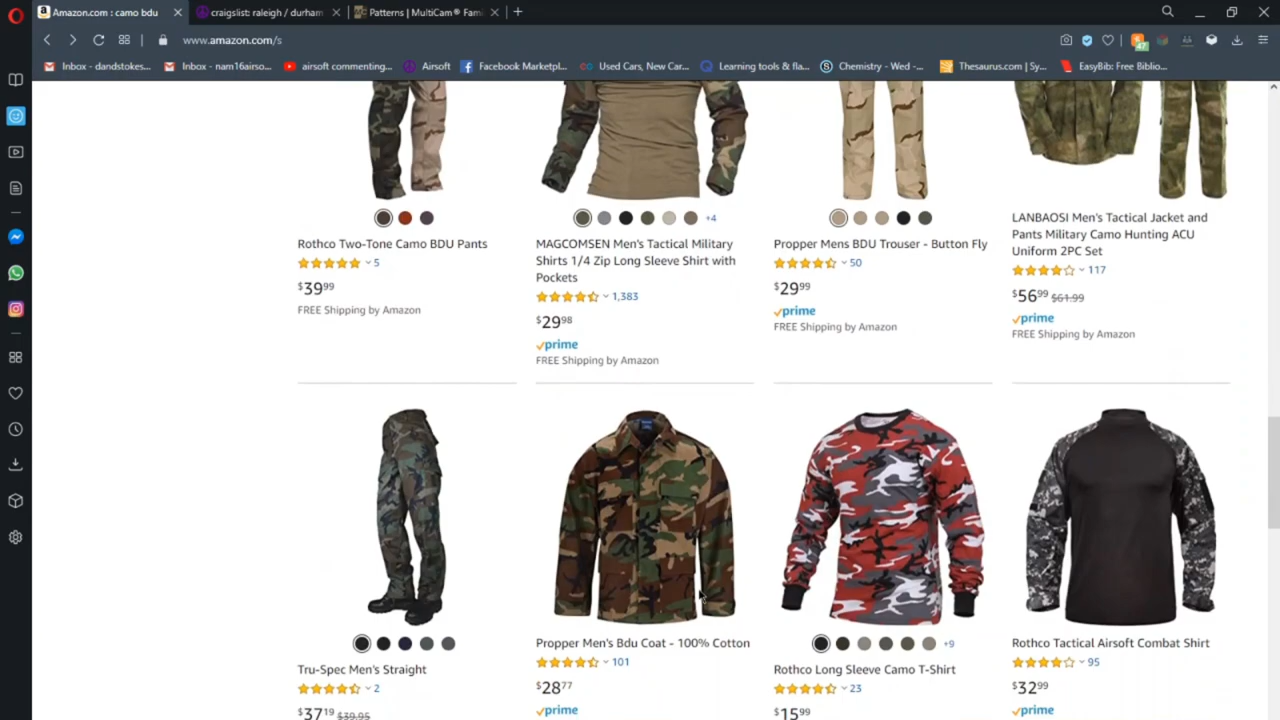 Amazon.com : camo bdu
craigslist: raleigh / durham
Patterns | MultiCam® Fami
www.amazon.com/s
47
Inbox - dandstokes...
Inbox - nam16airso...
airsoft commenting...
Airsoft
Facebook Marketpl...
Used Cars, New Car...
Learning tools & fla...
Chemistry - Wed -...
Thesaurus.com | Sy...
EasyBib: Free Biblio...
Rothco Two-Tone Camo BDU Pants
5
$39.99
FREE Shipping by Amazon
+4
MAGCOMSEN Men's Tactical Military
Shirts 1/4 Zip Long Sleeve Shirt with
Pockets
1,383
$29.98
prime
FREE Shipping by Amazon
Propper Mens BDU Trouser - Button Fly
50
$29.99
prime
FREE Shipping by Amazon
LANBAOSI Men's Tactical Jacket and
Pants Military Camo Hunting ACU
Uniform 2PC Set
117
$56.99 $61.99
prime
FREE Shipping by Amazon
Tru-Spec Men's Straight
2
$37.19 $39.95
Propper Men's Bdu Coat - 100% Cotton
101
$28.77
prime
+9
Rothco Long Sleeve Camo T-Shirt
23
$15.99
Rothco Tactical Airsoft Combat Shirt
95
$32.99
prime